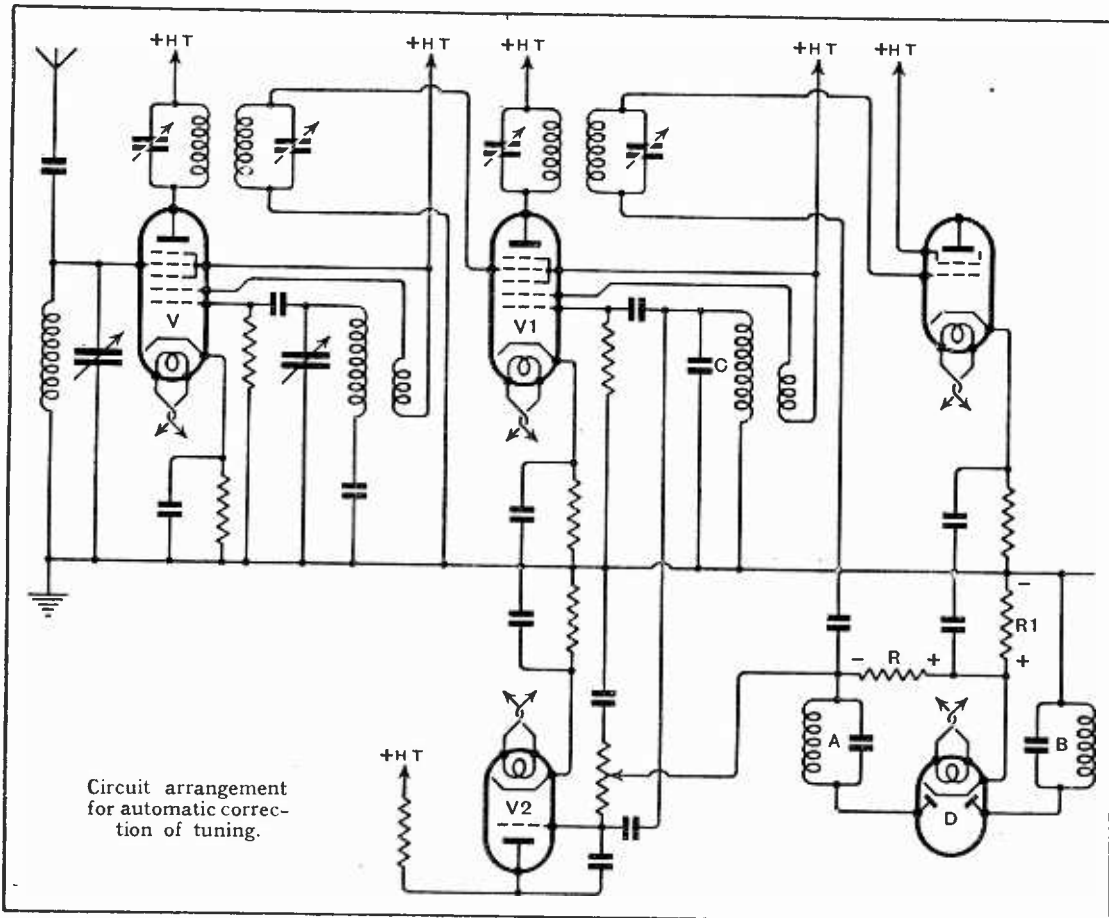 +HT
+HT
+HT
+HT
+HT
V
V1
C
-
R1
- R +
+
A
B
+HT
V2
D
Circuit arrangement
for automatic correc-
tion of tuning.